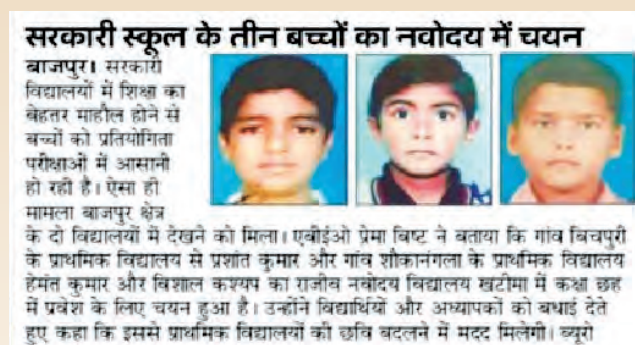 सरकारी स्कूल के तीन बच्चों का नवोदय में चयन
बाजपुर। सरकारी
विद्यालयों में शिक्षा का
बेहतर माहौल होने से
बच्चों को प्रतियोगिता
परीक्षाओं में आसानी
हो रही है। ऐसा ही
मामला बाजपुर क्षेत्र
के दो विद्यालयों में देखने को मिला। एबीईओ प्रेमा बिष्ट ने बताया कि गांव बिचपुरी
के प्राथमिक विद्यालय से प्रशांत कुमार और गांव शौकानंगला के प्राथमिक विद्यालय
हेमंत कुमार और विशाल कश्यप का राजीव नवोदय विद्यालय खटीमा में कक्षा छह
में प्रवेश के लिए चयन हुआ है। उन्होंने विद्यार्थियों और अध्यापकों को बधाई देते
हुए कहा कि इससे प्राथमिक विद्यालयों की छवि बदलने में मदद मिलेगी। ब्यूरो